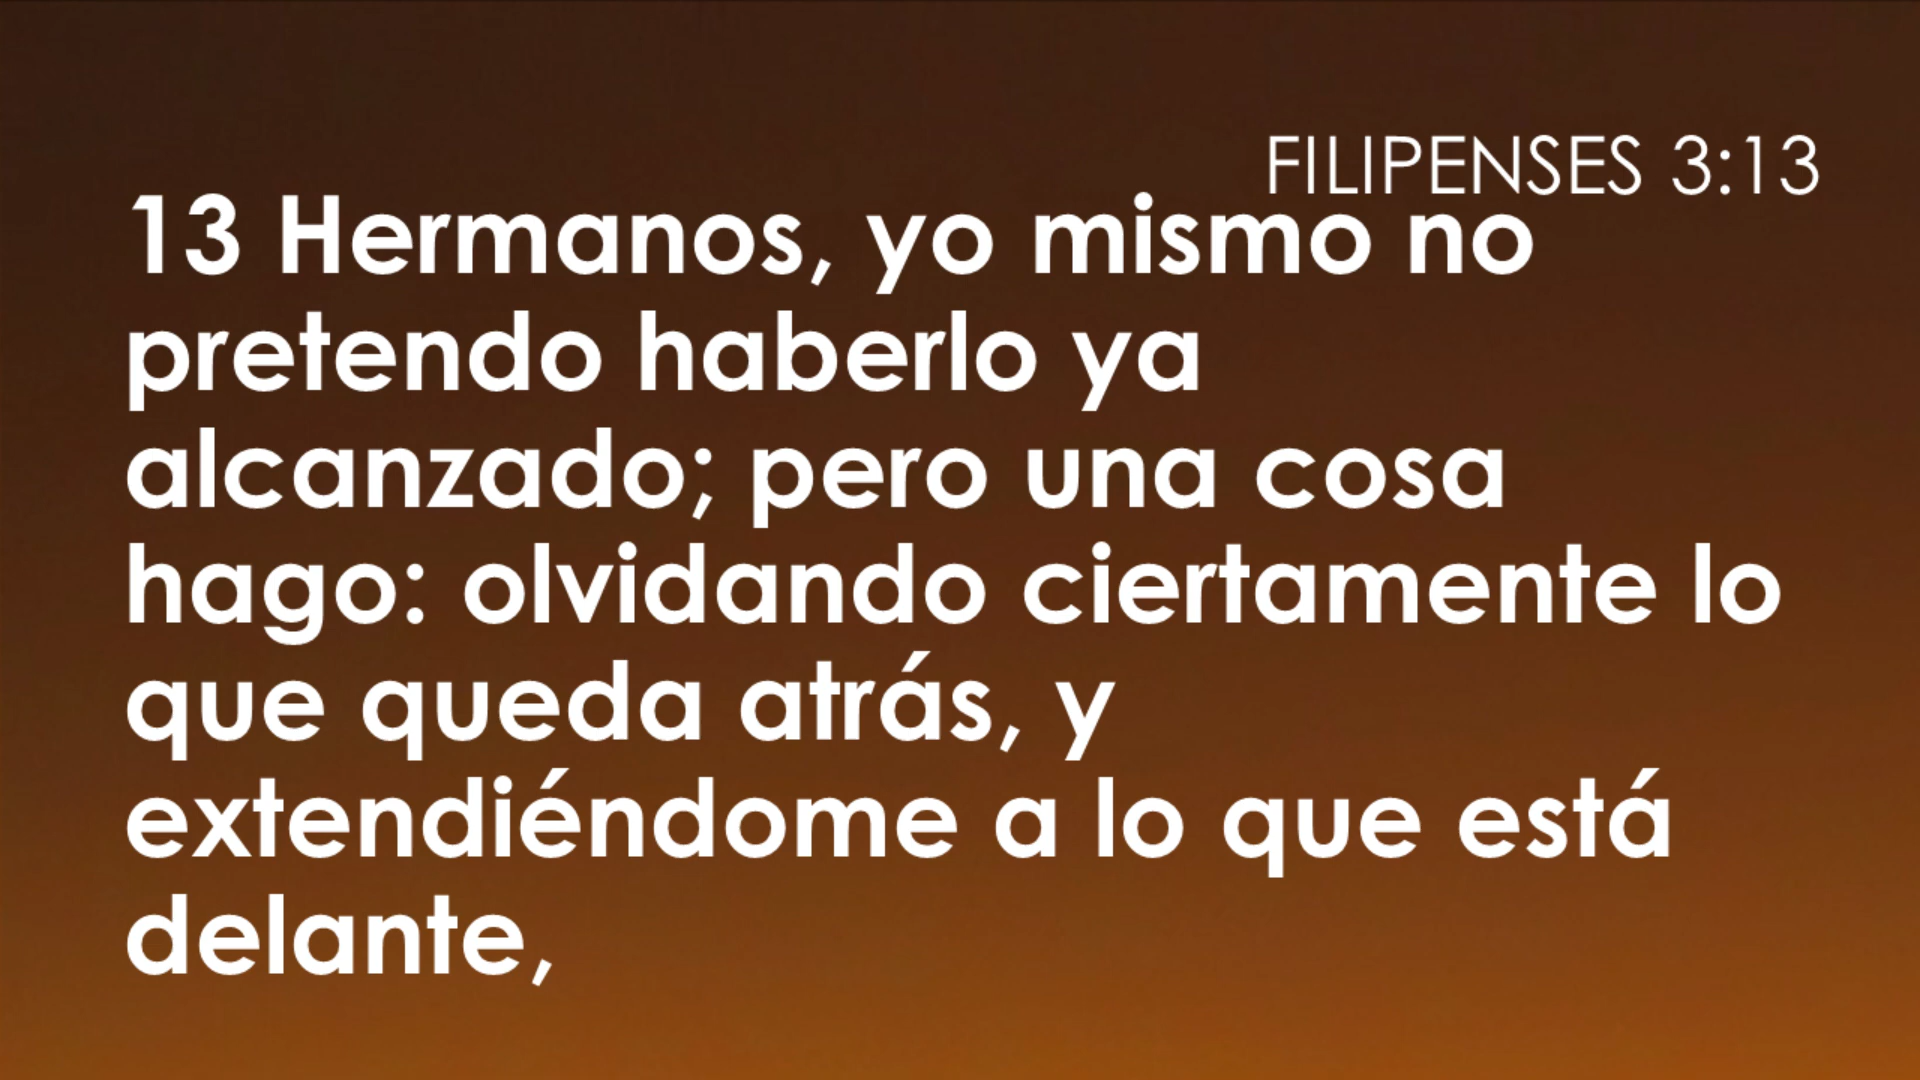 FILIPENSES 3:13
13 Hermanos, yo mismo no
pretendo haberlo ya
alcanzado; pero una cosa
hago: olvidando ciertamente lo
que queda atrás, y
extendiéndome a lo que está
delante,